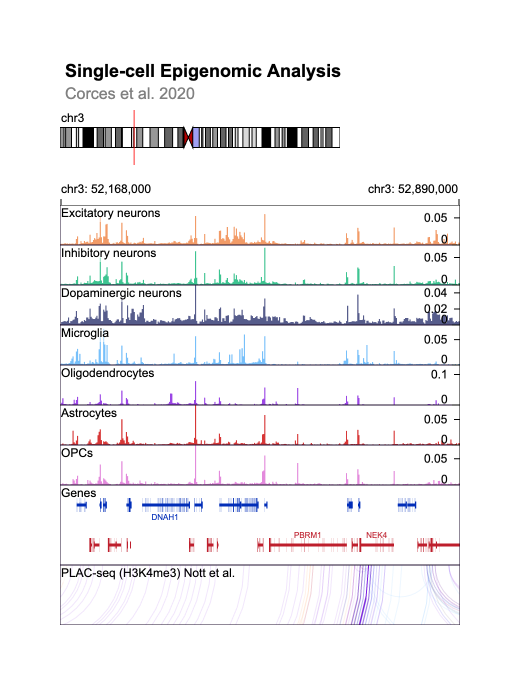 Single-cell Epigenomic Analysis
Corces et al. 2020
chr3
chr3: 52,168,000 chr3: 52,890,000
Excitatory neurons 0.05
0
Inhibitory neurons 0.05
0
Dopaminergic neurons 0.04
0.02
0
Microglia 0.05
0
Oligodendrocytes 0.1
0
Astrocytes 0.05
0
OPCs 0.05
0
Genes
DNAH1
PBRM1 NEK4
PLAC-seq (H3K4me3) Nott et al.